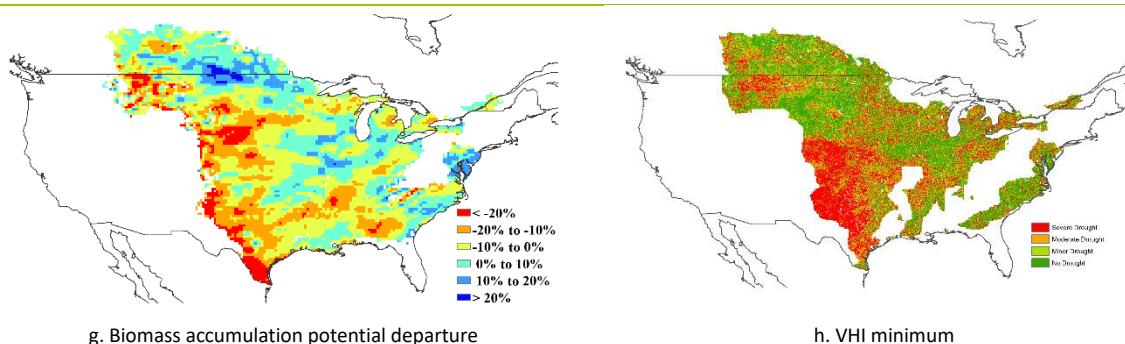 < -20%
-20% to -10%
-10% to 0%
0% to 10%
10% to 20%
> 20%
Severe Drought
Moderate Drought
Minor Drought
No Drought
g. Biomass accumulation potential departure
h. VHI minimum